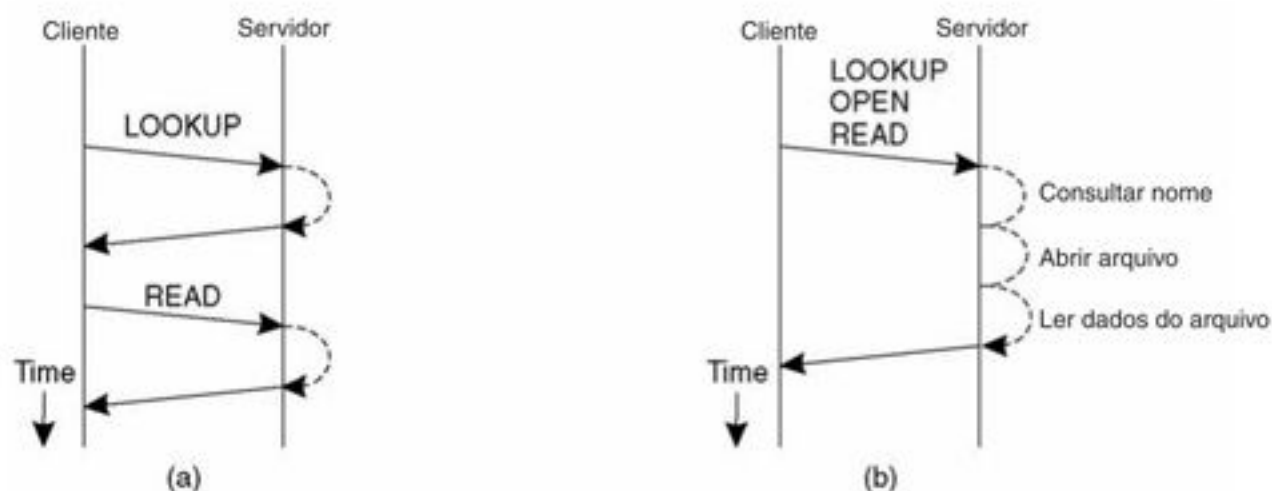 Cliente
Servidor
LOOKUP
READ
Time
(a)
Cliente
Servidor
LOOKUP
OPEN
READ
Consultar nome
Abrir arquivo
Ler dados do arquivo
Time
(b)